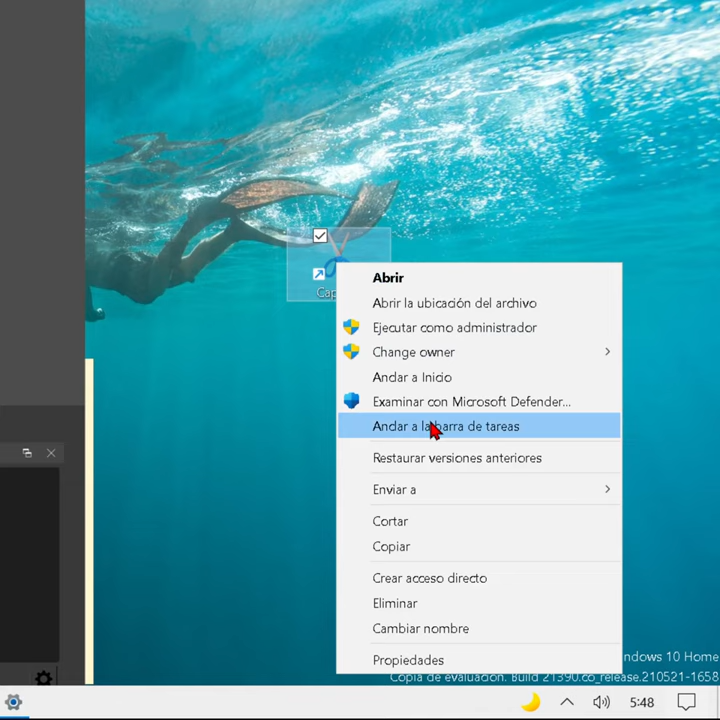 Cap
Abrir
Abrir la ubicación del archivo
Ejecutar como administrador
Change owner
Anclar a Inicio
Examinar con Microsoft Defender...
Anclar a la barra de tareas
Restaurar versiones anteriores
Enviar a
Cortar
Copiar
Crear acceso directo
Eliminar
Cambiar nombre
Propiedades
ndows 10 Home
Copia de evaluación. Build 21390.co_release.210521-1658
5:48